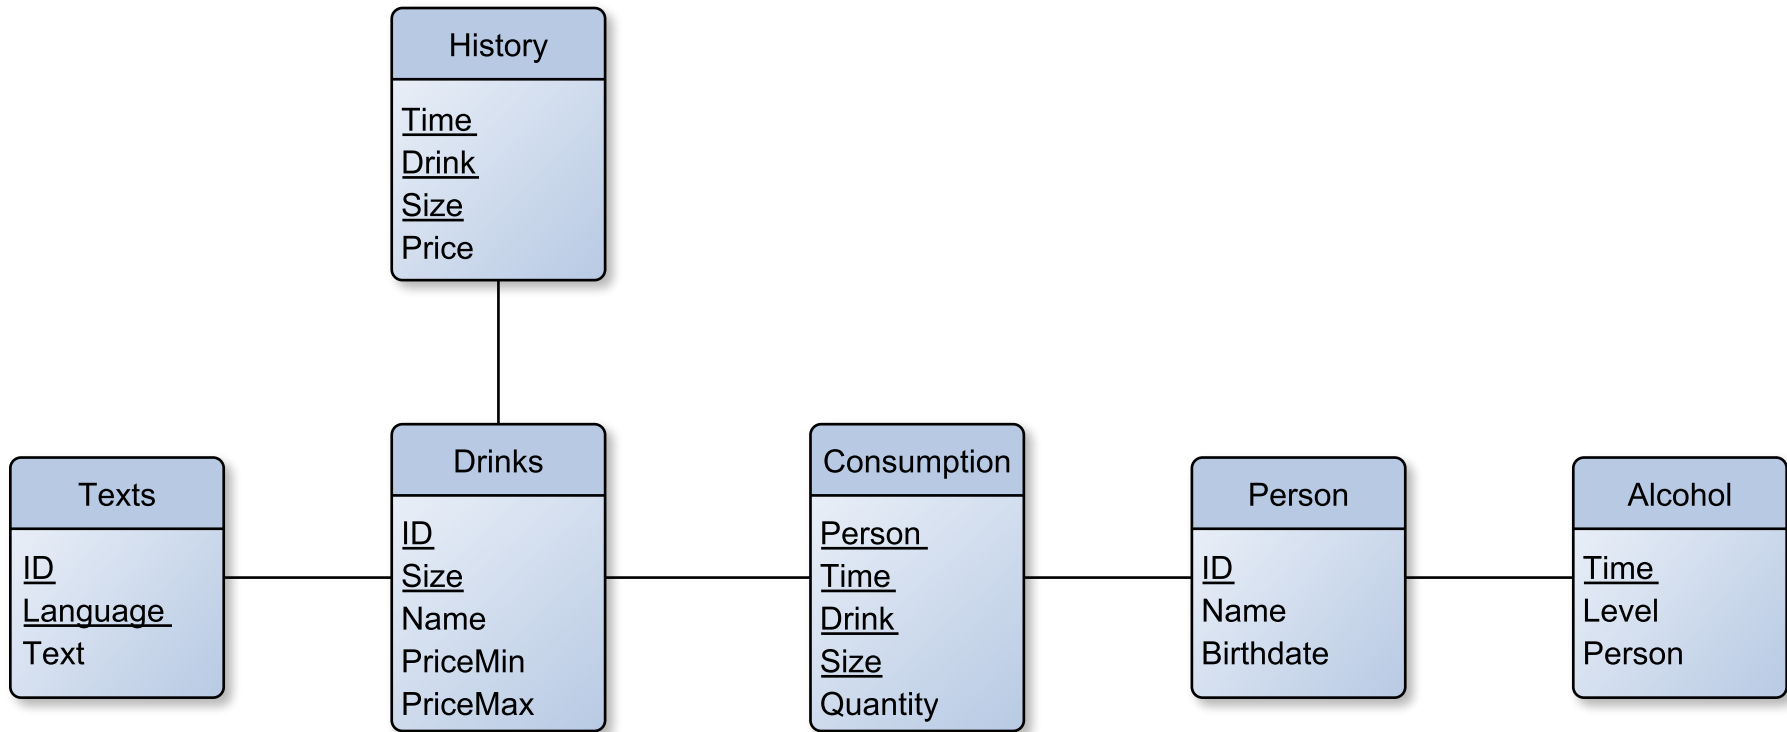 History
Time
Drink
Size
Price
Texts
ID
Language
Text
Drinks
ID
Size
Name
PriceMin
PriceMax
Consumption
Person
Time
Drink
Size
Quantity
Person
ID
Name
Birthdate
Alcohol
Time
Level
Person